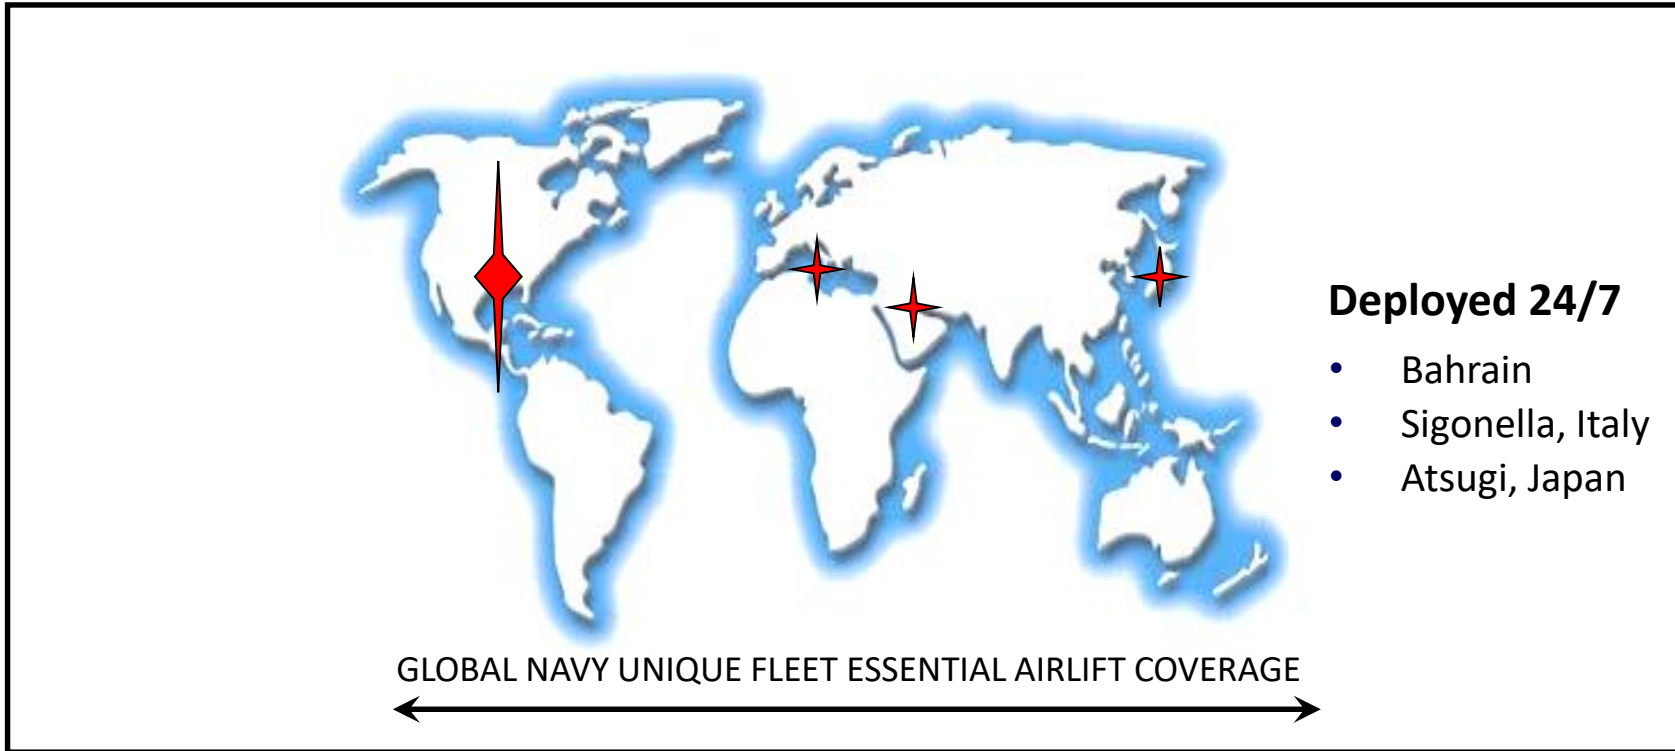 Deployed 24/7
• Bahrain
• Sigonella, Italy
• Atsugi, Japan
GLOBAL NAVY UNIQUE FLEET ESSENTIAL AIRLIFT COVERAGE